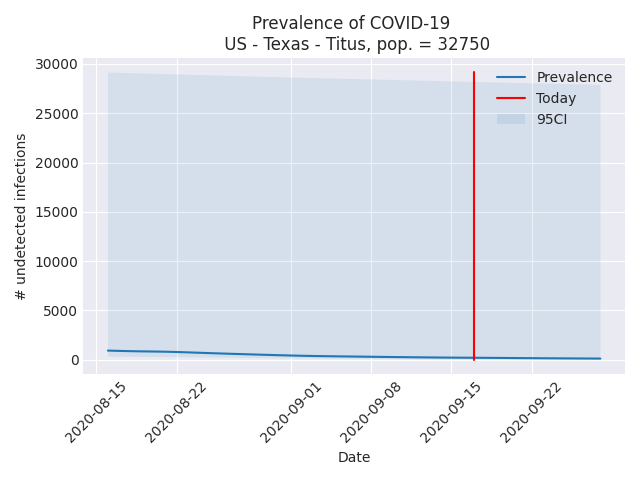 Prevalence of COVID-19
US - Texas - Titus, pop. = 32750
30000
25000
20000
15000
10000
5000
0
# undetected infections
Prevalence
Today
95CI
2020-08-15
2020-08-22
2020-09-01
2020-09-08
2020-09-15
2020-09-22
Date